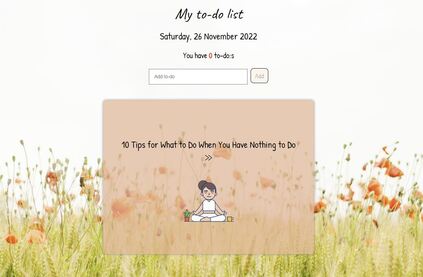 My to-do list
Saturday, 26 November 2022
You have 0 to-do:s
Add to-do
Add
10 Tips for What to Do When You Have Nothing to Do
>>